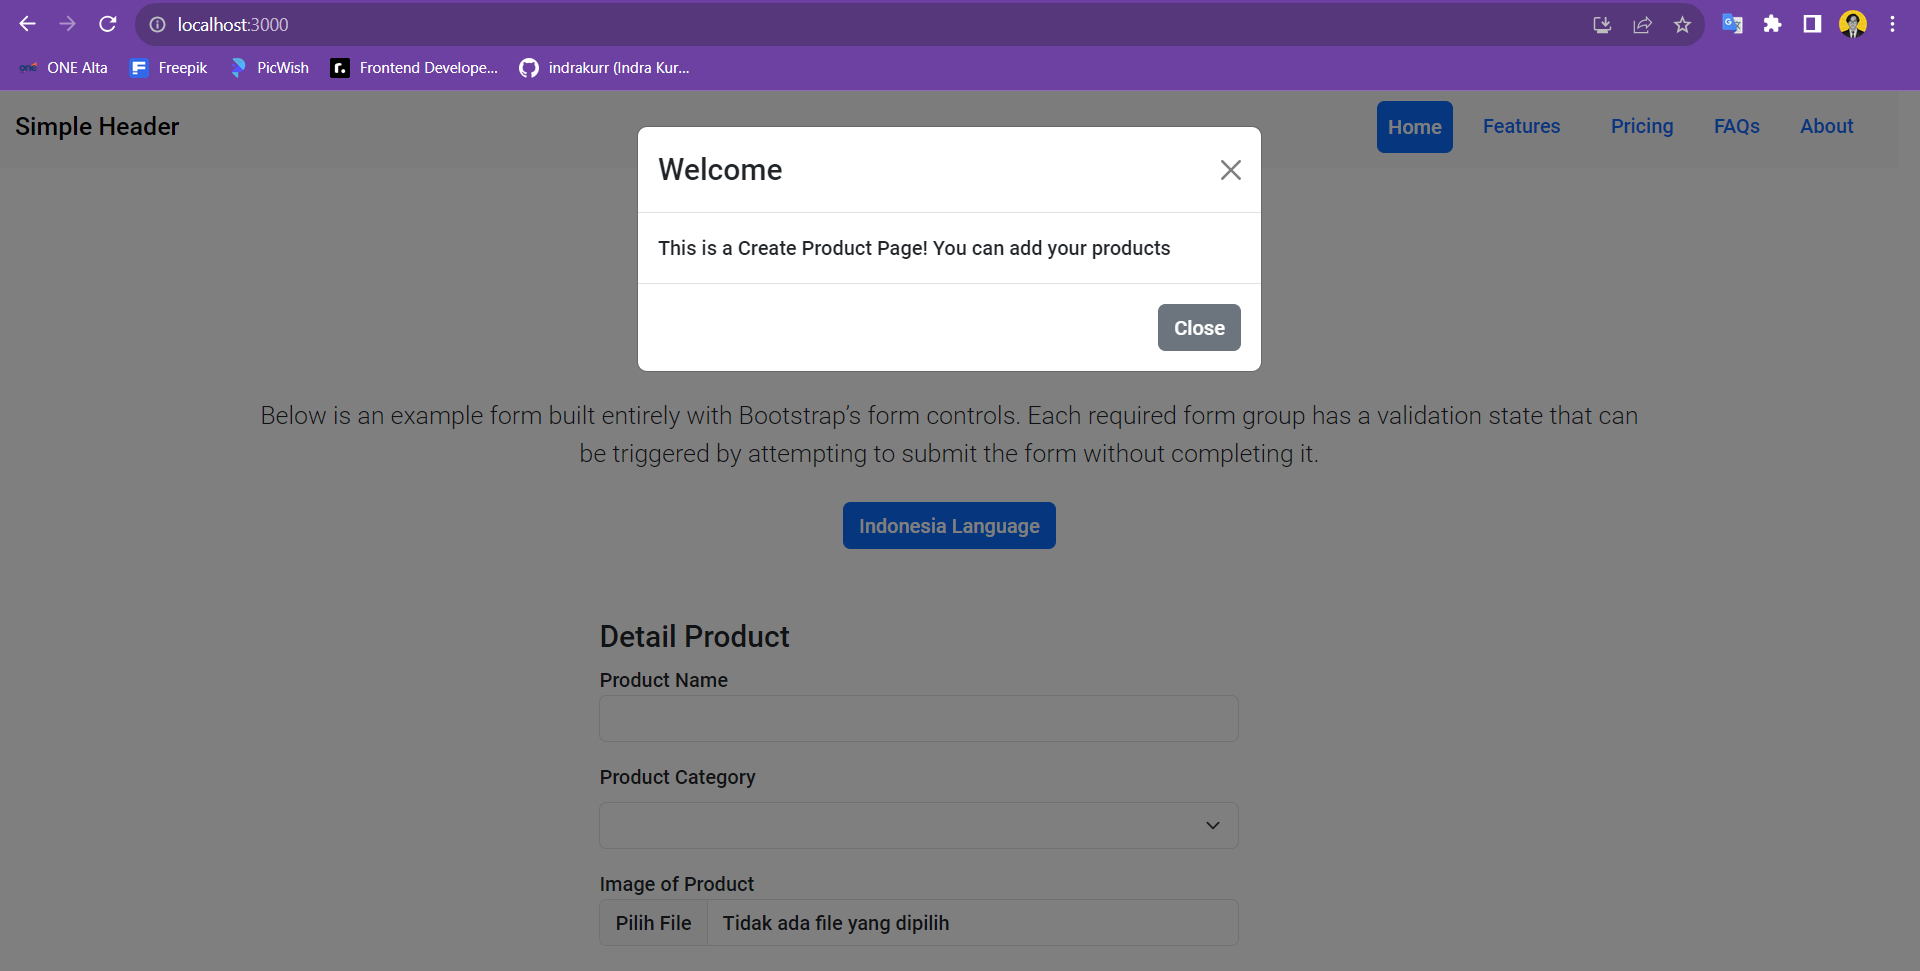 localhost:3000
one ONE Alta Freepik PicWish r. Frontend Develope... indrakurr (Indra Kur...
Simple Header
Home Features Pricing FAQs About
Welcome
This is a Create Product Page! You can add your products
Close
Below is an example form built entirely with Bootstrap’s form controls. Each required form group has a validation state that can
be triggered by attempting to submit the form without completing it.
Indonesia Language
Detail Product
Product Name
Product Category
Image of Product
Pilih File Tidak ada file yang dipilih